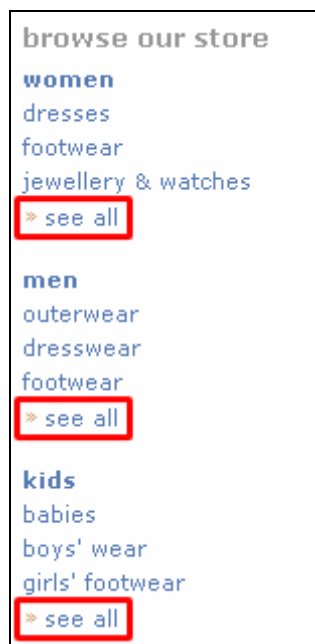 browse our store
women
dresses
footwear
jewellery & watches
» see all
men
outerwear
dresswear
footwear
» see all
kids
babies
boys' wear
girls' footwear
» see all